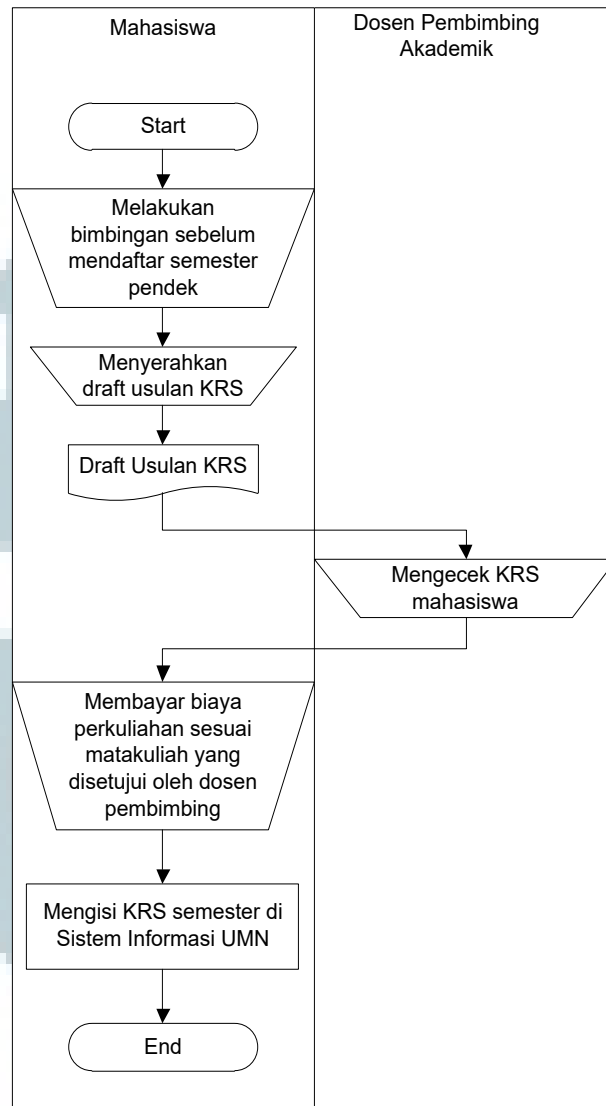 Mahasiswa
Dosen Pembimbing
Akademik
Start
Melakukan
bimbingan sebelum
mendaftar semester
pendek
Menyerahkan
draft usulan KRS
Draft Usulan KRS
Mengecek KRS
mahasiswa
Membayar biaya
perkuliahan sesuai
matakuliah yang
disetujui oleh dosen
pembimbing
Mengisi KRS semester di
Sistem Informasi UMN
End